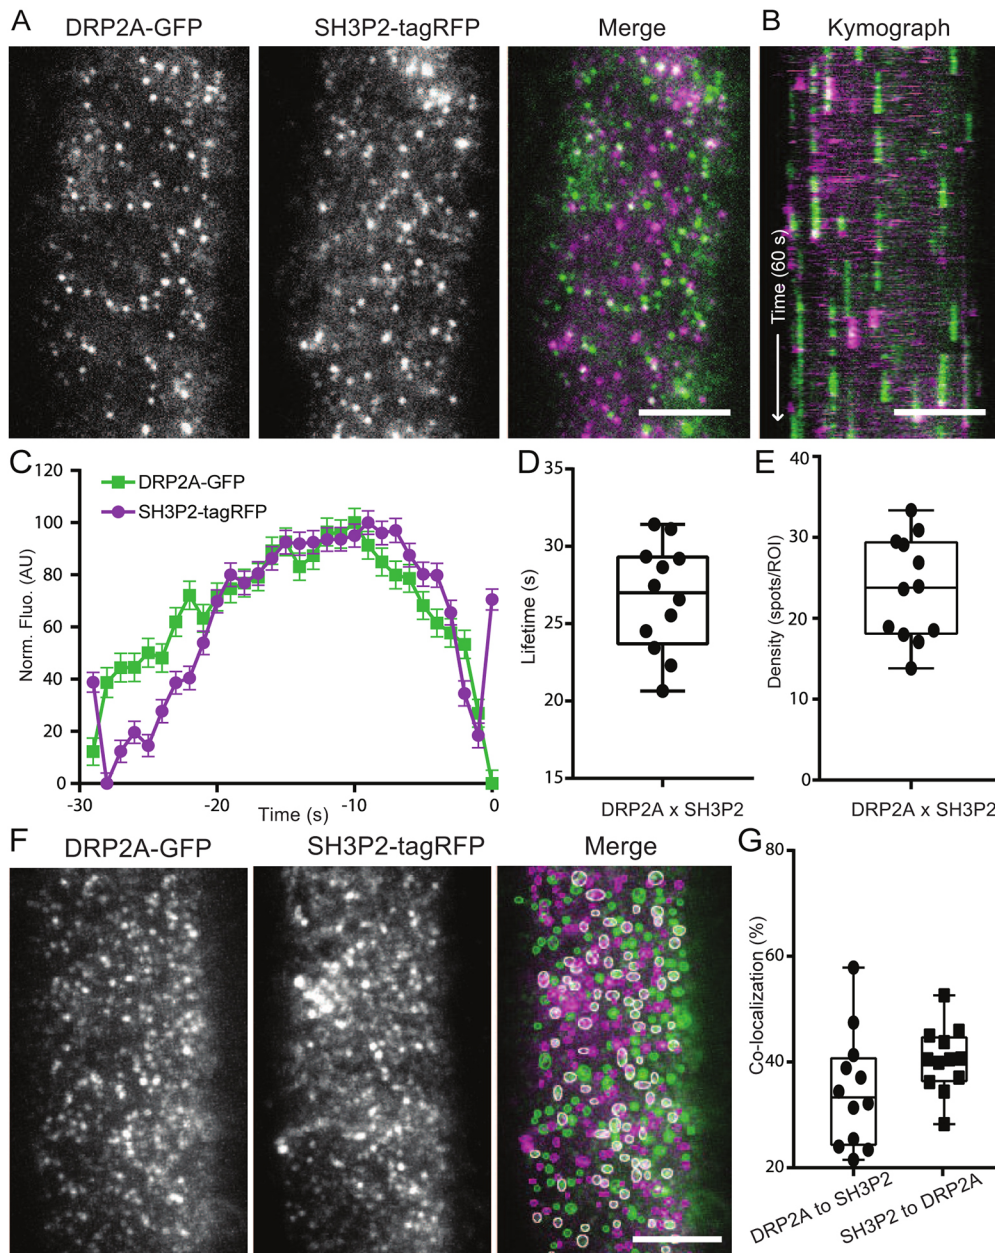 A
DRP2A-GFP
SH3P2-tagRFP
Merge
B
Kymograph
Time (60 s)
C
120
100
80
60
40
20
0
-30
-20
-10
0
Norm. Fluo. (AU)
Time (s)
DRP2A-GFP
SH3P2-tagRFP
D
35
30
25
20
15
Lifetime (s)
DRP2A x SH3P2
E
40
30
20
10
0
Density (spots/ROI)
DRP2A x SH3P2
F
DRP2A-GFP
SH3P2-tagRFP
Merge
G
80
60
40
20
Co-localization (%)
DRP2A to SH3P2
SH3P2 to DRP2A